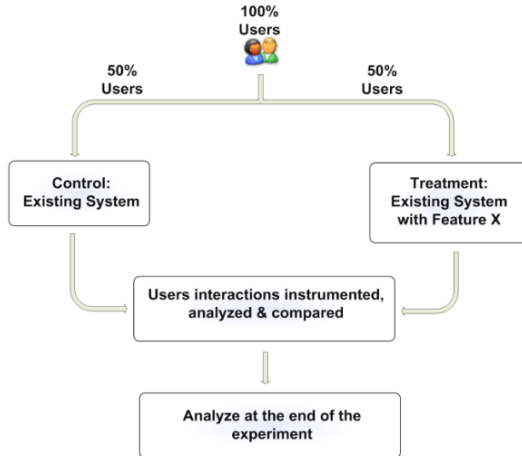 100%
Users
50%
Users
50%
Users
Control:
Existing System
Treatment:
Existing System
with Feature X
Users interactions instrumented,
analyzed & compared
Analyze at the end of the
experiment